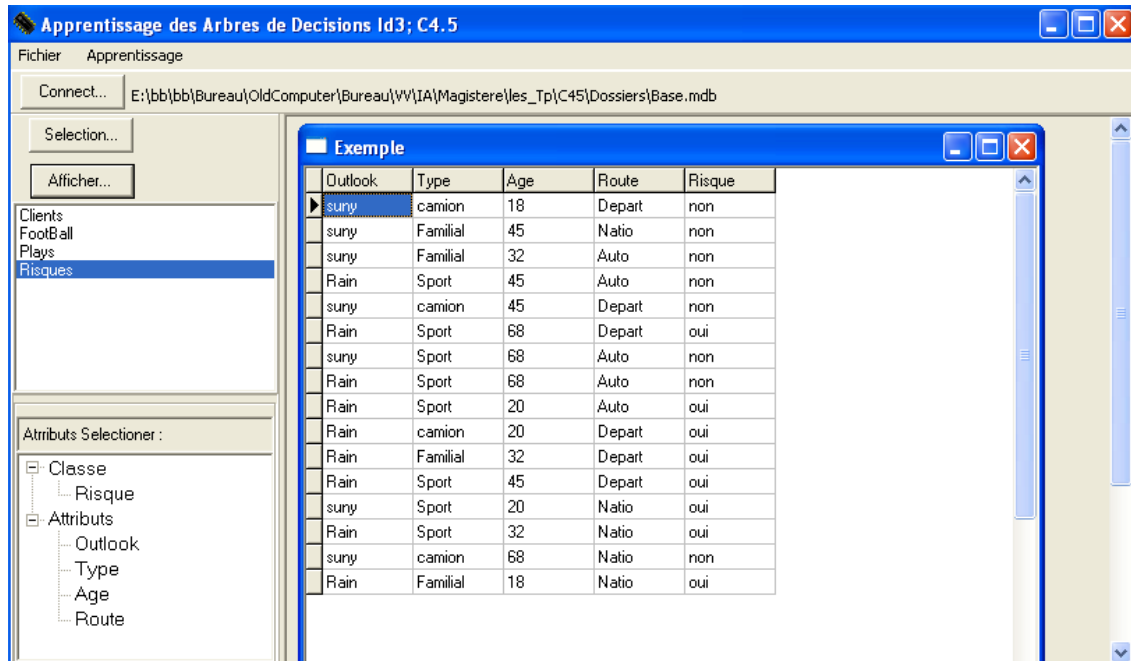 Apprentissage des Arbres de Decisions Id3; C4.5
Fichier Apprentissage
Connect... E:\bb\bb\Bureau\OldComputer\Bureau\VV\IA\Magistere\les_Tp\C45\Dossiers\Base.mdb
Selection...
Afficher...
Clients
FootBall
Plays
Risques
Atrributs Selectioner :
Classe
Risque
Attributs
Outlook
Type
Age
Route
Exemple
Outlook Type Age Route Risque
suny camion 18 Depart non
suny Familial 45 Natio non
suny Familial 32 Auto non
Rain Sport 45 Auto non
suny camion 45 Depart non
Rain Sport 68 Depart oui
suny Sport 68 Auto non
Rain Sport 68 Auto non
Rain Sport 20 Auto oui
Rain camion 20 Depart oui
Rain Familial 32 Depart oui
Rain Sport 45 Depart oui
suny Sport 20 Natio oui
Rain Sport 32 Natio oui
suny camion 68 Natio non
Rain Familial 18 Natio oui